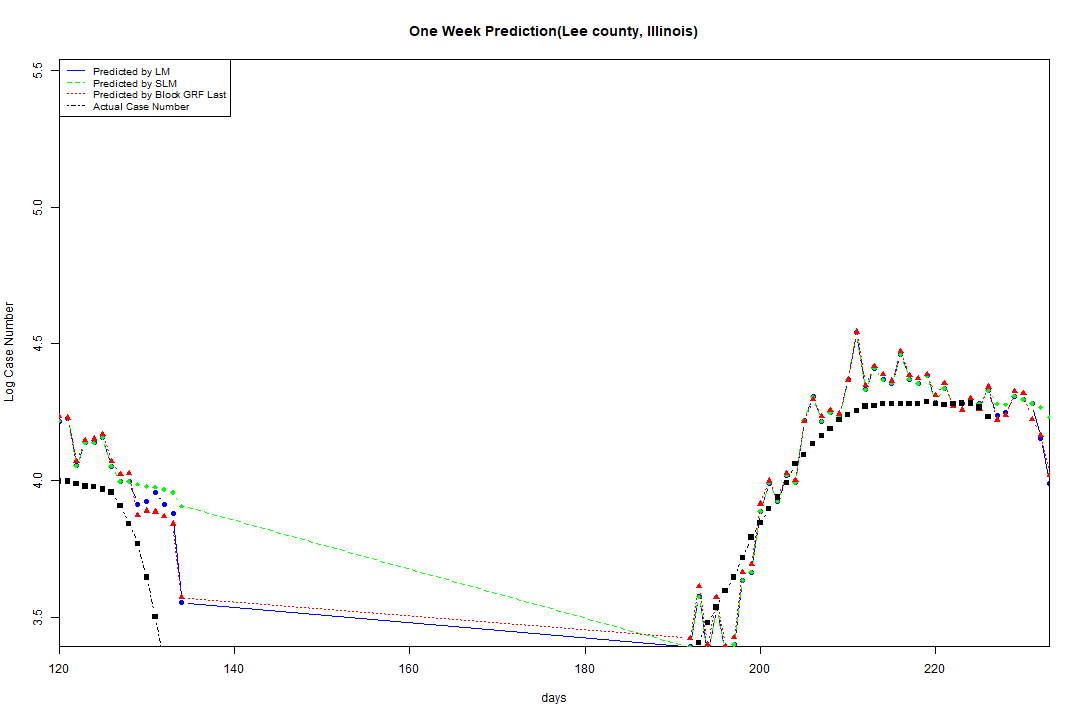 One Week Prediction(Lee county, Illinois)
Predicted by LM
Predicted by SLM
Predicted by Block GRF Last
Actual Case Number
5.5
5.0
4.5
4.0
3.5
Log Case Number
120 140 160 180 200 220
days